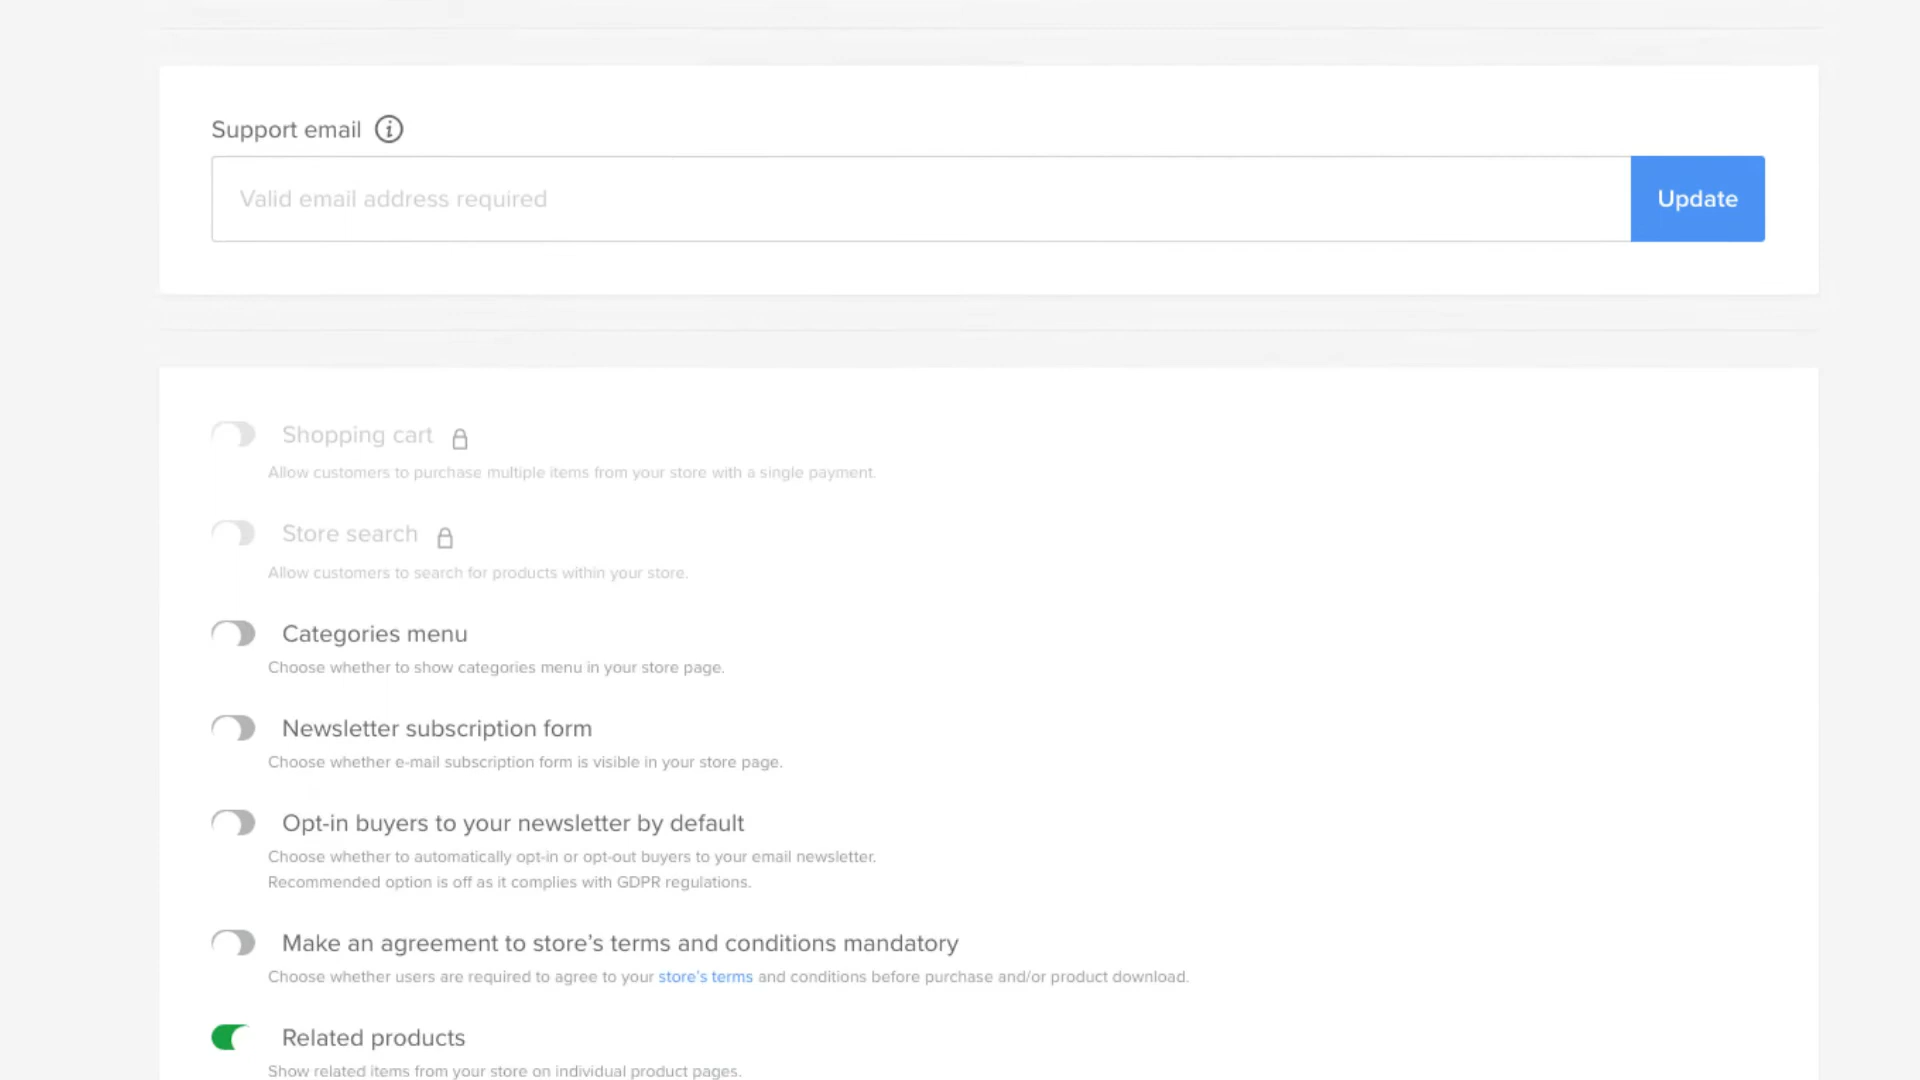 Support email
Valid email address required
Update
Shopping cart
Allow customers to purchase multiple items from your store with a single payment.
Store search
Allow customers to search for products within your store.
Categories menu
Choose whether to show categories menu in your store page.
Newsletter subscription form
Choose whether e-mail subscription form is visible in your store page.
Opt-in buyers to your newsletter by default
Choose whether to automatically opt-in or opt-out buyers to your email newsletter.
Recommended option is off as it complies with GDPR regulations.
Make an agreement to store’s terms and conditions mandatory
Choose whether users are required to agree to your store’s terms and conditions before purchase and/or product download.
Related products
Show related items from your store on individual product pages.